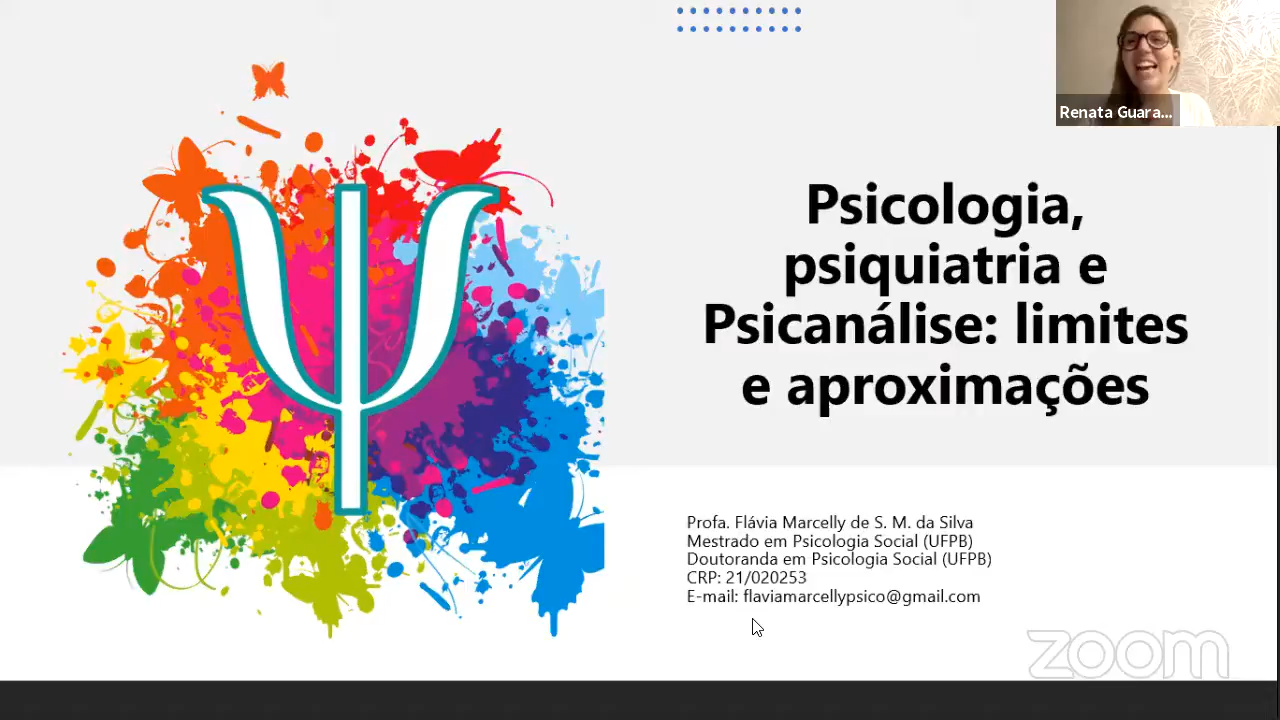 Renata Guara...
Psicologia,
psiquiatria e
Psicanálise: limites
e aproximações
Profa. Flávia Marcelly de S. M. da Silva
Mestrado em Psicologia Social (UFPB)
Doutoranda em Psicologia Social (UFPB)
CRP: 21/020253
E-mail: flaviamarcellypsico@gmail.com
zoom